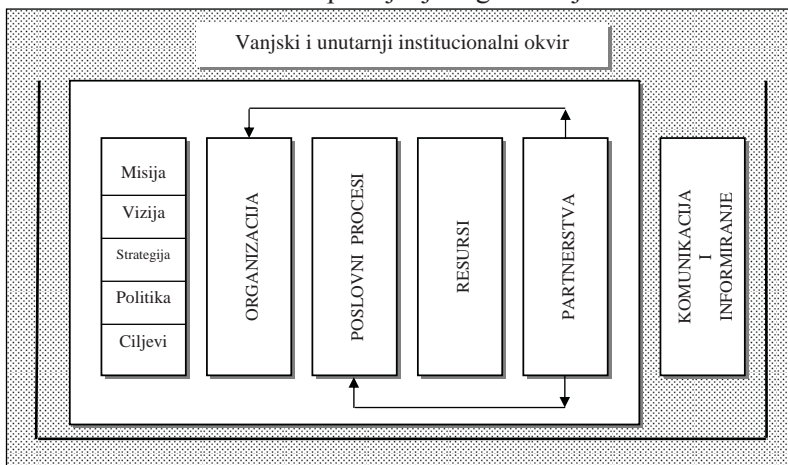 Vanjski i unutarnji institucionalni okvir
Misija
Vizija
Strategija
Politika
Ciljevi
ORGANIZACIJA
POSLOVNI PROCESI
RESURSI
PARTNERSTVA
KOMUNIKACIJA
I
INFORMIRANJE